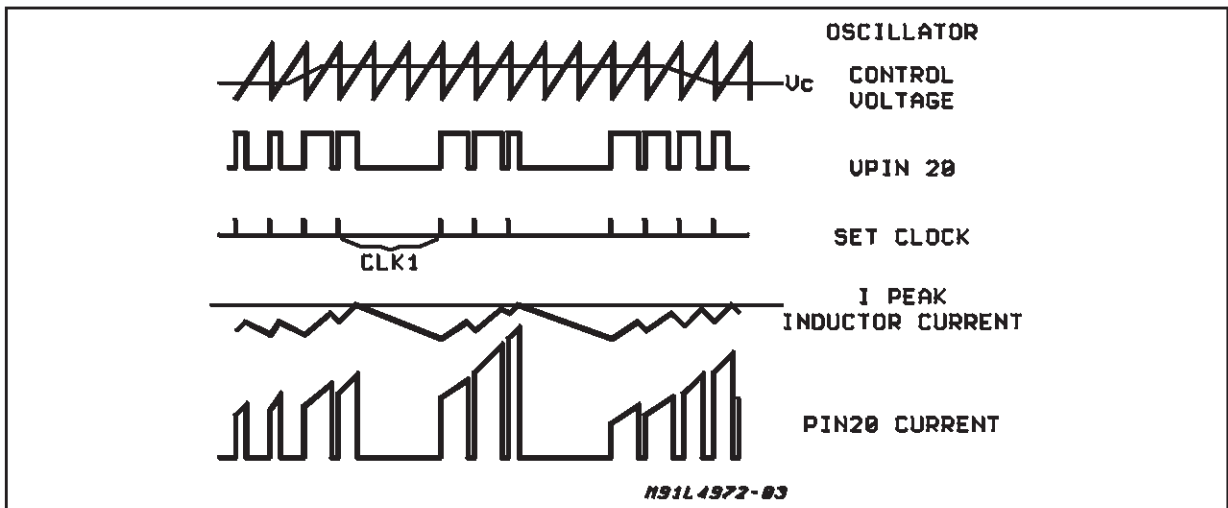 OSCILLATOR
CONTROL
VOLTAGE
Vc
VPIN 20
SET CLOCK
CLK1
I PEAK
INDUCTOR CURRENT
PIN20 CURRENT
M91L4972-03